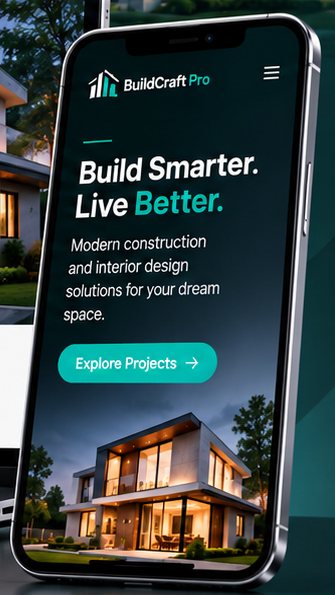 BuildCraft Pro
Build Smarter.
Live Better.
Modern construction
and interior design
solutions for your dream
space.
Explore Projects →